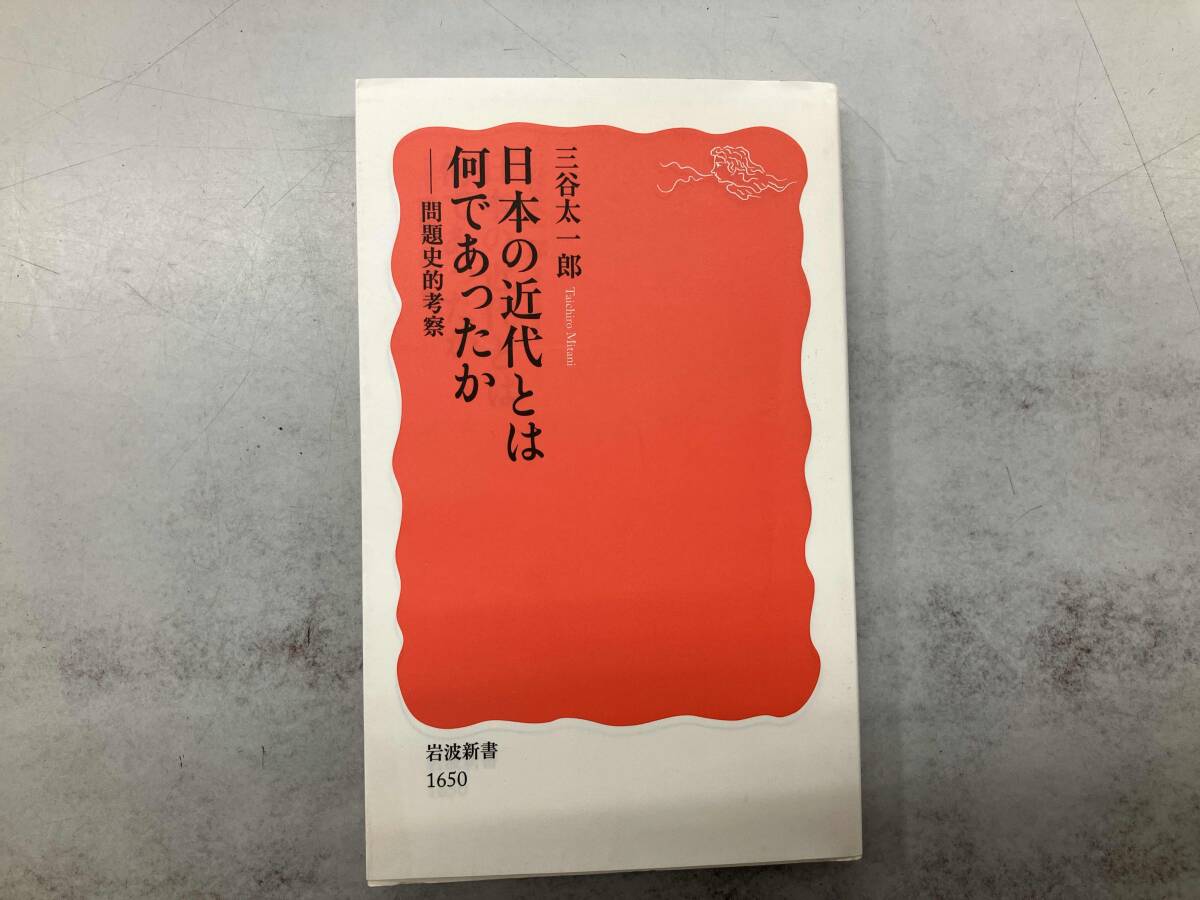 三谷太一郎 Taichiro Mitani
日本の近代とは
何であったか
――問題史的考察
岩波新書
1650